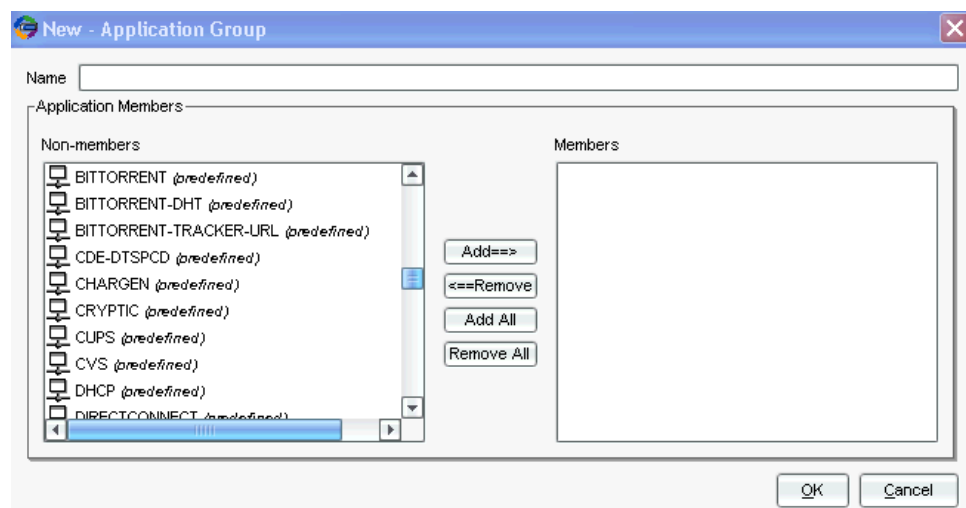 New - Application Group
Name
Application Members
Non-members
Members
BITTORRENT (predefined)
BITTORRENT-DHT (predefined)
BITTORRENT-TRACKER-URL (predefined)
CDE-DTSPCD (predefined)
CHARGEN (predefined)
CRYPTIC (predefined)
CUPS (predefined)
CVS (predefined)
DHCP (predefined)
DIRECTCONNECT (predefined)
Add==>
<==Remove
Add All
Remove All
OK
Cancel